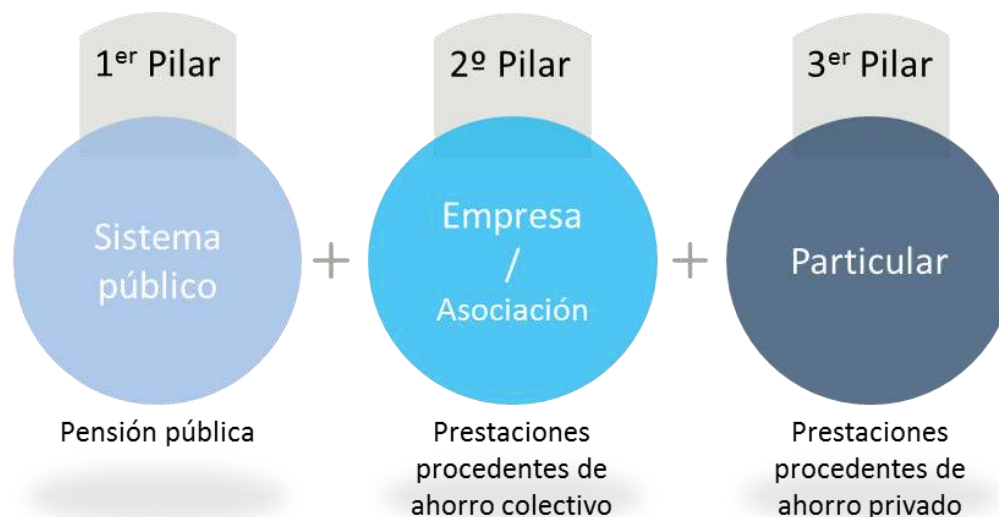 1er Pilar
Sistema
público
Pensión pública
2º Pilar
Empresa
/
Asociación
Prestaciones
procedentes de
ahorro colectivo
3er Pilar
Particular
Prestaciones
procedentes de
ahorro privado